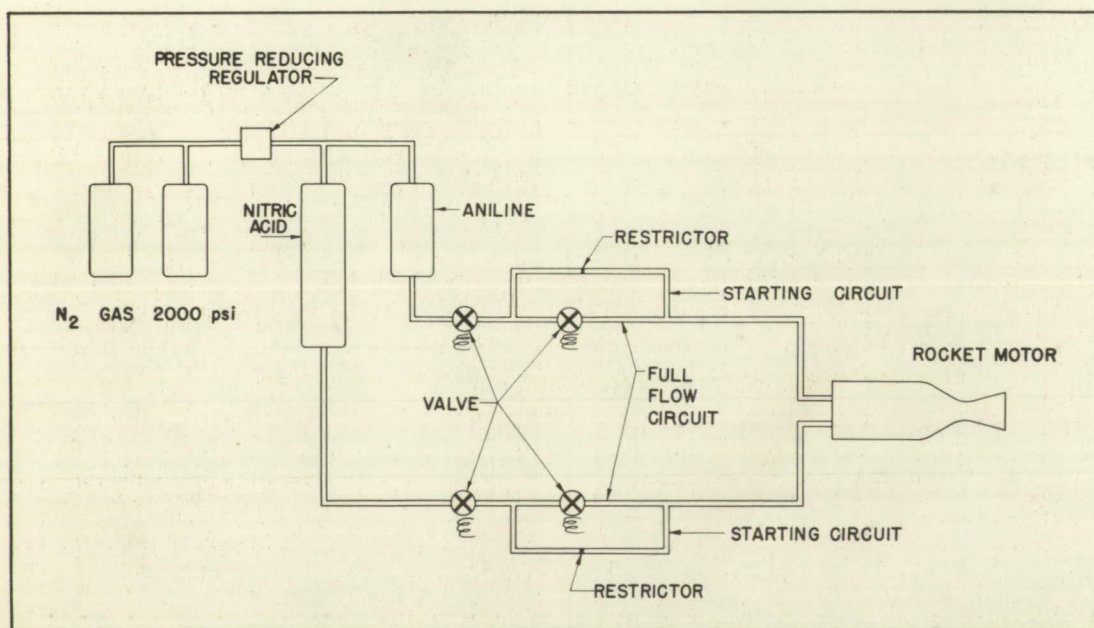 PRESSURE REDUCING
REGULATOR
NITRIC
ACID
ANILINE
RESTRICTOR
N₂ GAS 2000 psi
STARTING CIRCUIT
ROCKET MOTOR
VALVE
FULL
FLOW
CIRCUIT
STARTING CIRCUIT
RESTRICTOR